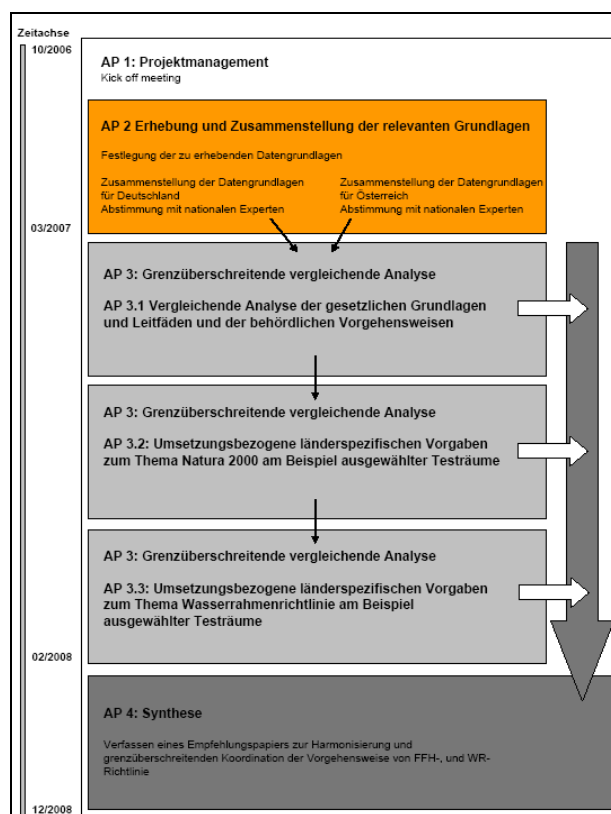 Zeitachse
10/2006
AP 1: Projektmanagement
Kick off meeting
AP 2 Erhebung und Zusammenstellung der relevanten Grundlagen
Festlegung der zu erhebenden Datengrundlagen
Zusammenstellung der Datengrundlagen
für Deutschland
Abstimmung mit nationalen Experten
Zusammenstellung der Datengrundlagen
für Österreich
Abstimmung mit nationalen Experten
03/2007
AP 3: Grenzüberschreitende vergleichende Analyse
AP 3.1 Vergleichende Analyse der gesetzlichen Grundlagen
und Leitfäden und der behördlichen Vorgehensweisen
AP 3: Grenzüberschreitende vergleichende Analyse
AP 3.2: Umsetzungsbezogene länderspezifischen Vorgaben
zum Thema Natura 2000 am Beispiel ausgewählter Testräume
AP 3: Grenzüberschreitende vergleichende Analyse
AP 3.3: Umsetzungsbezogene länderspezifischen Vorgaben
zum Thema Wasserrahmenrichtlinie am Beispiel
ausgewählter Testräume
02/2008
AP 4: Synthese
Verfassen eines Empfehlungspapiers zur Harmonisierung und
grenzüberschreitenden Koordination der Vorgehensweise von FFH-, und WR-
Richtlinie
12/2008